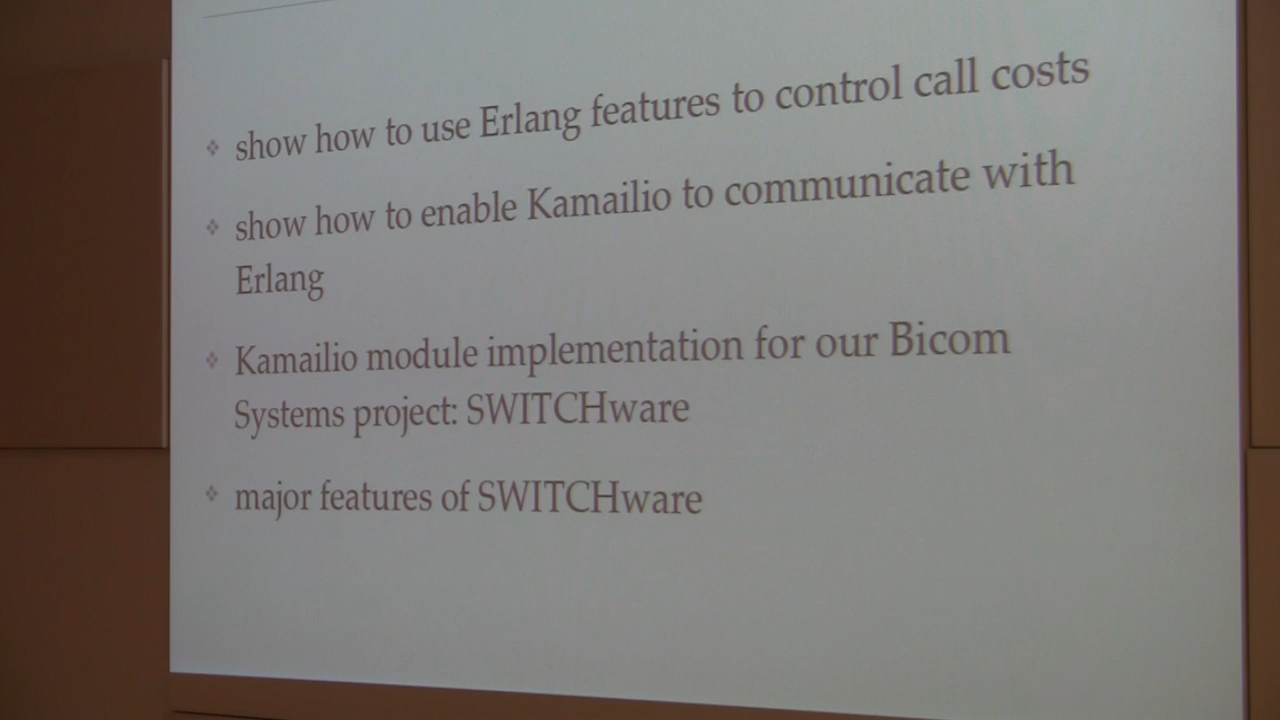 show how to use Erlang features to control call costs
show how to enable Kamailio to communicate with
Erlang
Kamailio module implementation for our Bicom
Systems project: SWITCHware
major features of SWITCHware